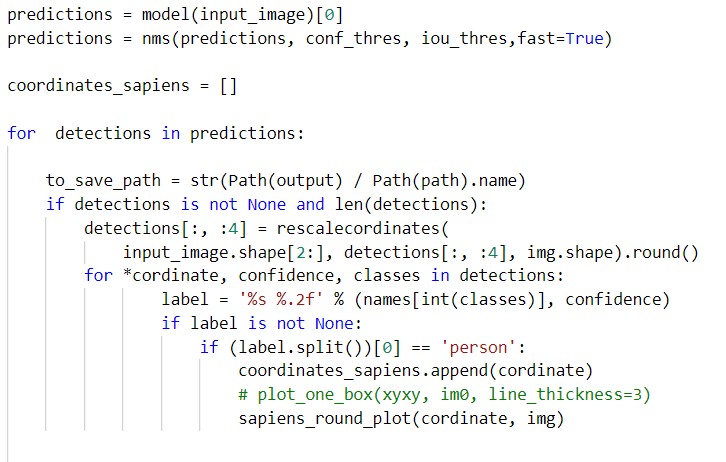 predictions = model(input_image)[0]
predictions = nms(predictions, conf_thres, iou_thres,fast=True)
coordinates_sapiens = []
for  detections in predictions:
to_save_path = str(Path(output) / Path(path).name)
if detections is not None and len(detections):
detections[:, :4] = rescalecordinates(
input_image.shape[2:], detections[:, :4], img.shape).round()
for *cordinate, confidence, classes in detections:
label = '%s %.2f' % (names[int(classes)], confidence)
if label is not None:
if (label.split())[0] == 'person':
coordinates_sapiens.append(cordinate)
# plot_one_box(xyxy, im0, line_thickness=3)
sapiens_round_plot(cordinate, img)